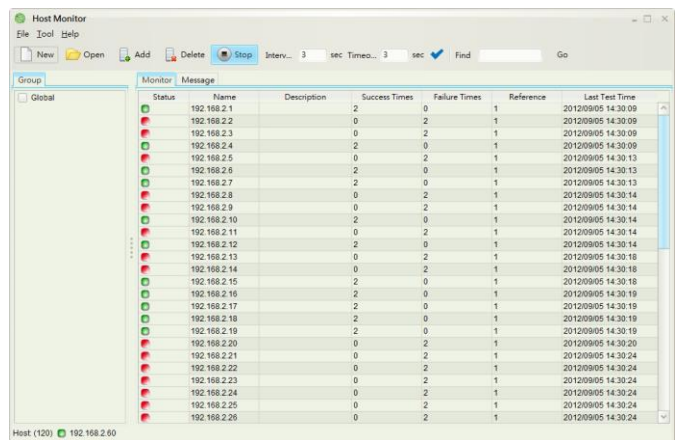 Host Monitor
File Tool Help
New Open Add Delete Stop Interv... 3 sec Timeo... 3 sec Find Go
Group Monitor Message
Global
Status Name Description Success Times Failure Times Reference Last Test Time
192.168.2.1 2 0 1 2012/09/05 14:30:09
192.168.2.2 0 2 1 2012/09/05 14:30:09
192.168.2.3 0 2 1 2012/09/05 14:30:09
192.168.2.4 2 0 1 2012/09/05 14:30:09
192.168.2.5 0 2 1 2012/09/05 14:30:13
192.168.2.6 2 0 1 2012/09/05 14:30:13
192.168.2.7 2 0 1 2012/09/05 14:30:13
192.168.2.8 0 2 1 2012/09/05 14:30:14
192.168.2.9 0 2 1 2012/09/05 14:30:14
192.168.2.10 2 0 1 2012/09/05 14:30:14
192.168.2.11 0 2 1 2012/09/05 14:30:14
192.168.2.12 2 0 1 2012/09/05 14:30:14
192.168.2.13 0 2 1 2012/09/05 14:30:18
192.168.2.14 0 2 1 2012/09/05 14:30:18
192.168.2.15 2 0 1 2012/09/05 14:30:18
192.168.2.16 2 0 1 2012/09/05 14:30:19
192.168.2.17 2 0 1 2012/09/05 14:30:19
192.168.2.18 2 0 1 2012/09/05 14:30:19
192.168.2.19 2 0 1 2012/09/05 14:30:19
192.168.2.20 0 2 1 2012/09/05 14:30:20
192.168.2.21 0 2 1 2012/09/05 14:30:24
192.168.2.22 0 2 1 2012/09/05 14:30:24
192.168.2.23 0 2 1 2012/09/05 14:30:24
192.168.2.24 0 2 1 2012/09/05 14:30:24
192.168.2.25 0 2 1 2012/09/05 14:30:24
192.168.2.26 0 2 1 2012/09/05 14:30:24
Host: (120) 192.168.2.60